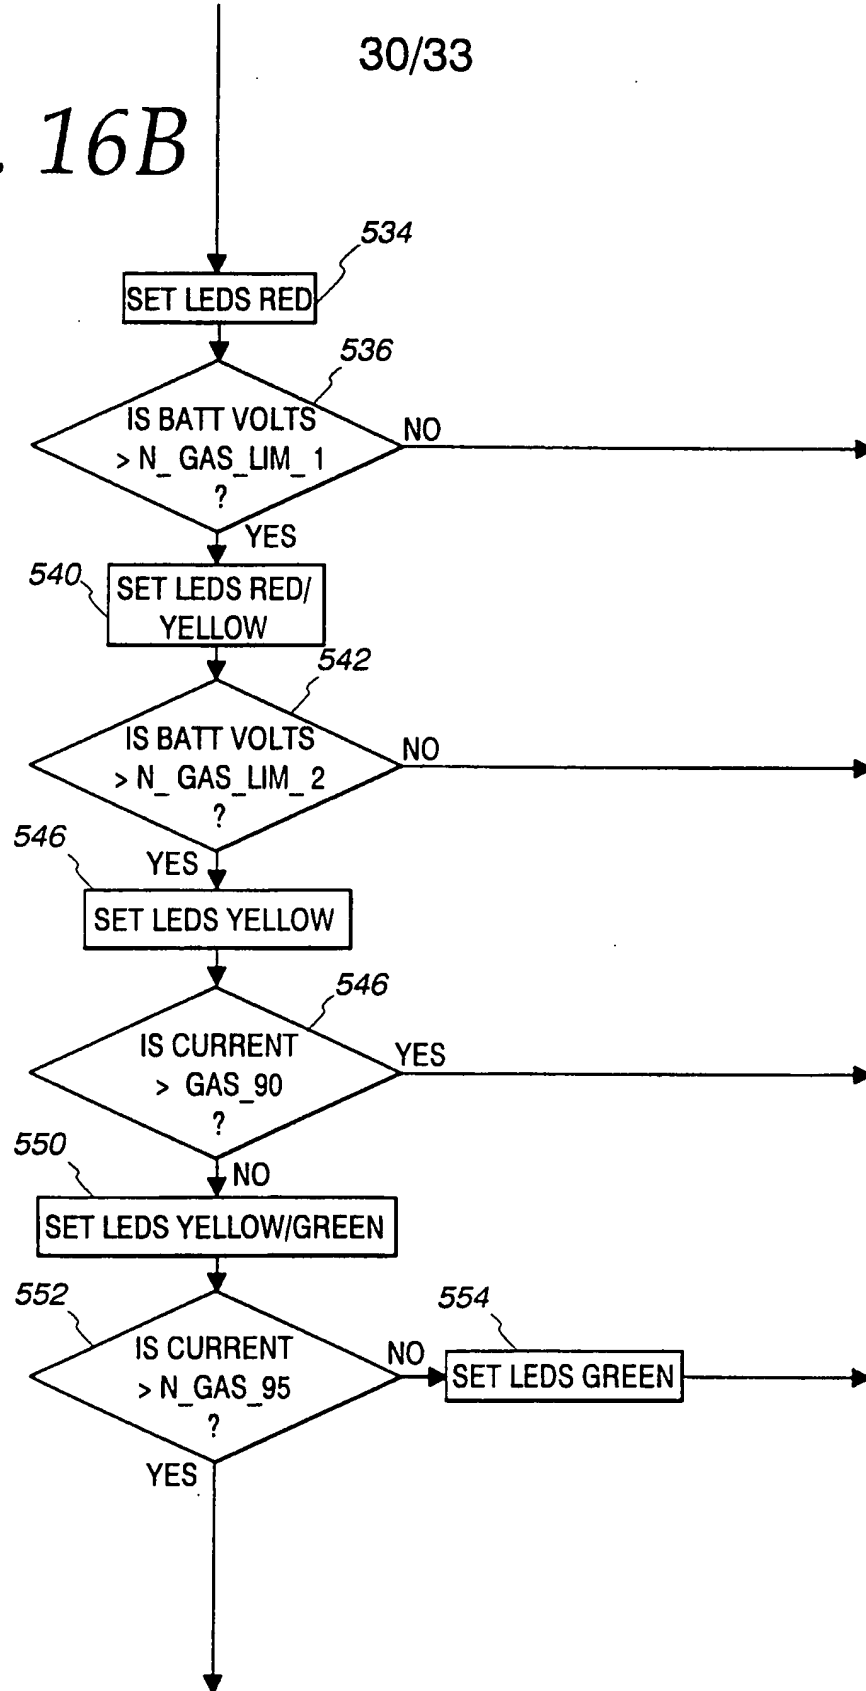 30/33
. 16B
534
SET LEDS RED
536
IS BATT VOLTS
> N_ GAS_LIM_ 1
?
NO
YES
540
SET LEDS RED/
YELLOW
542
IS BATT VOLTS
> N_ GAS_LIM_ 2
?
NO
YES
546
SET LEDS YELLOW
546
IS CURRENT
> GAS_90
?
YES
NO
550
SET LEDS YELLOW/GREEN
552
IS CURRENT
> N_GAS_95
?
NO
554
SET LEDS GREEN
YES